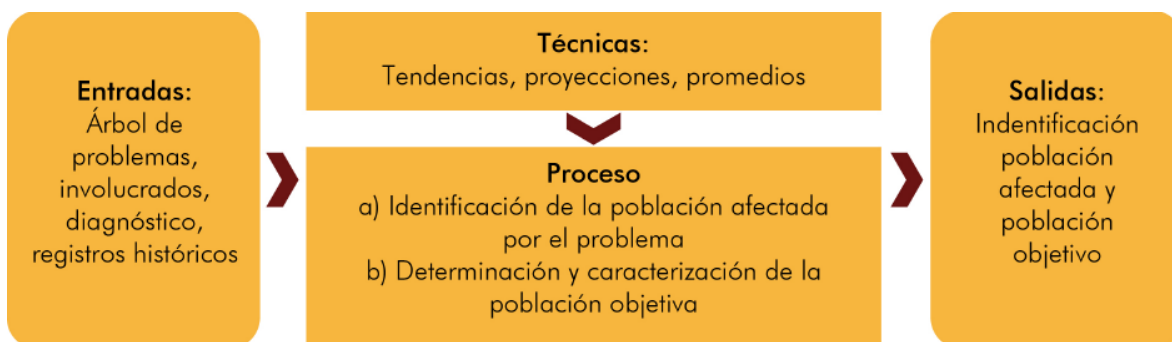 Entradas:
Árbol de
problemas,
involucrados,
diagnóstico,
registros históricos
Técnicas:
Tendencias, proyecciones, promedios
Proceso
a) Identificación de la población afectada
por el problema
b) Determinación y caracterización de la
población objetiva
Salidas:
Indentificación
población
afectada y
población
objetivo